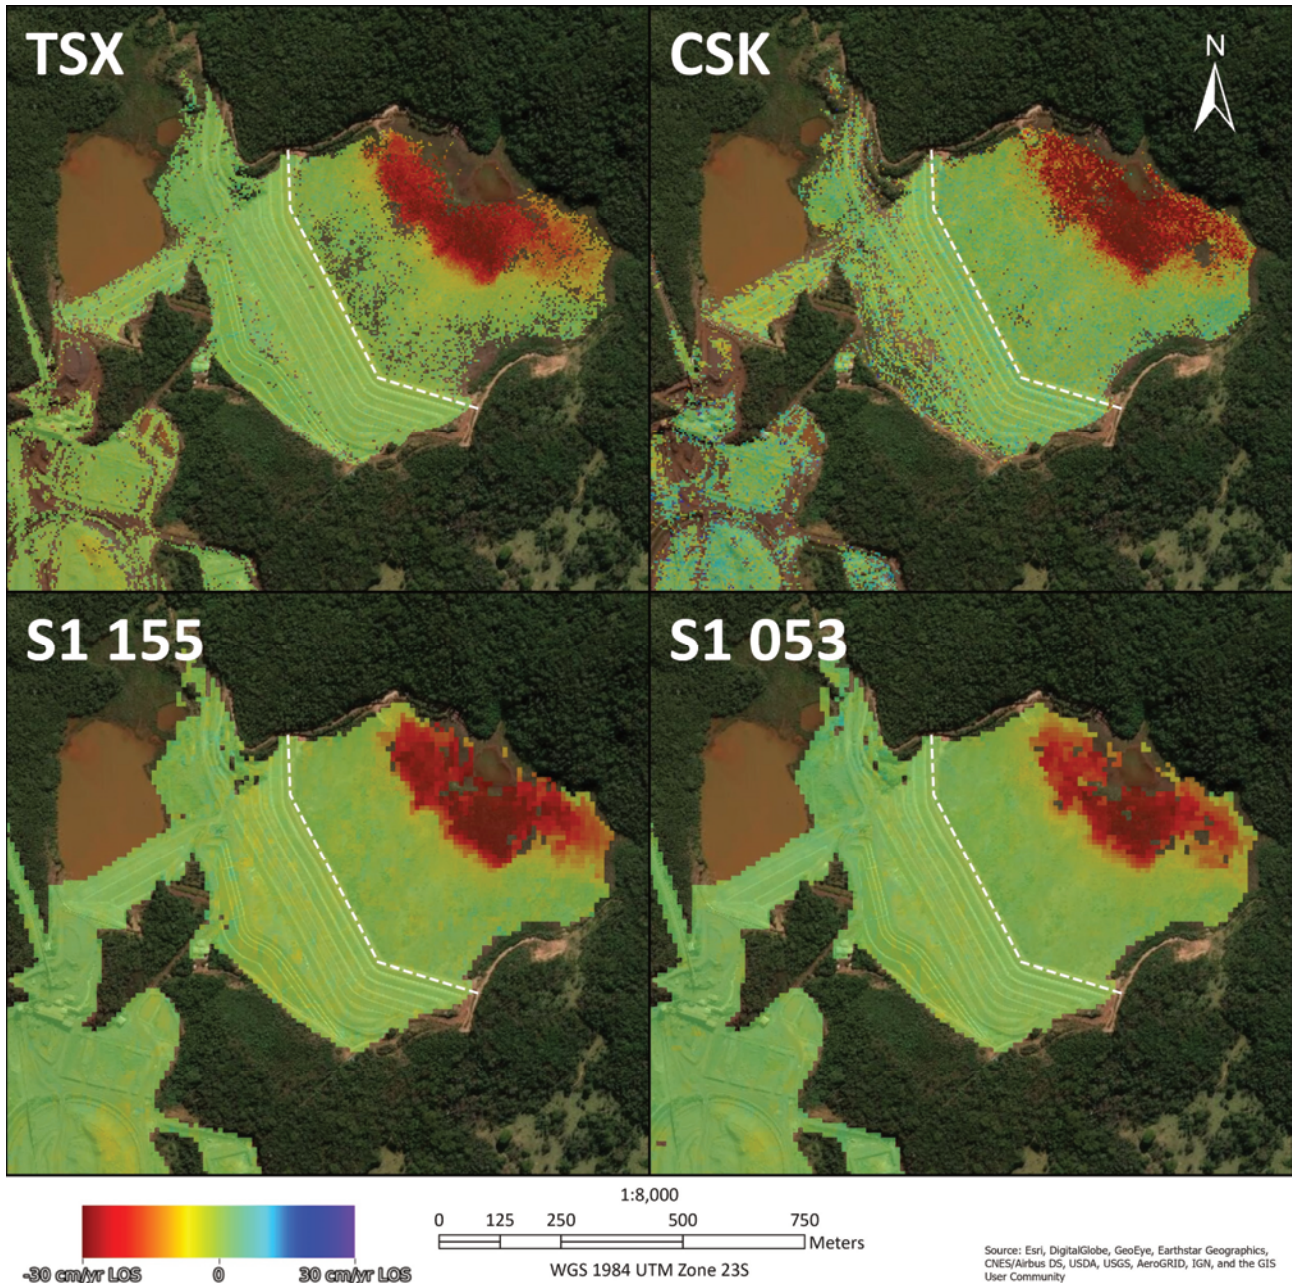 TSX
CSK
N
S1 155
S1 053
1:8,000
0 125 250 500 750
Meters
-30 cm/yr LOS 0 30 cm/yr LOS
WGS 1984 UTM Zone 23S
Source: Esri, DigitalGlobe, GeoEye, Earthstar Geographics,
CNES/Airbus DS, USDA, USGS, AeroGRID, IGN, and the GIS
User Community